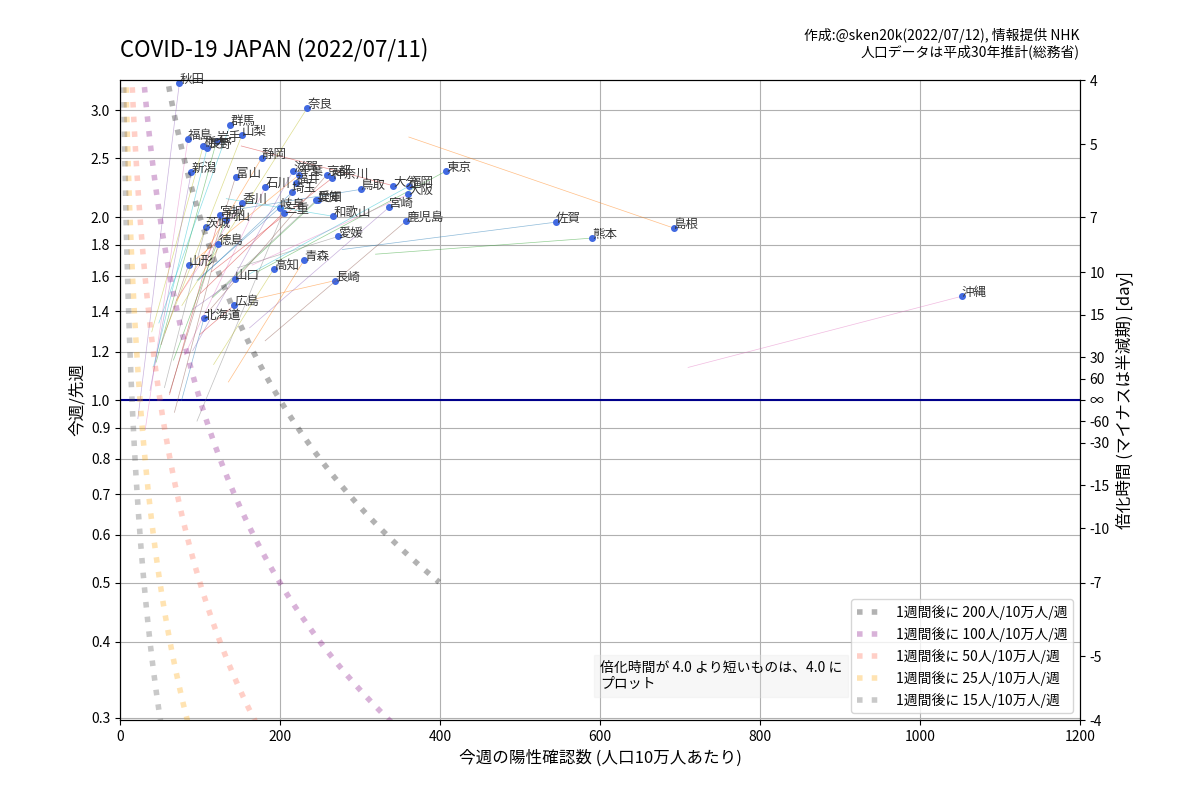 COVID-19 JAPAN (2022/07/11)
作成:@sken20k(2022/07/12), 情報提供 NHK
人口データは平成30年推計(総務省)
秋田
奈良
群馬
山梨
福島
岩手
長野
静岡
新潟
富山
滋賀
千葉
京都
神奈川
福井
石川
埼玉
鳥取
大分
福岡
大阪
東京
香川
愛知
岐阜
三重
宮崎
和歌山
鹿児島
宮城
岡山
茨城
徳島
愛媛
佐賀
熊本
島根
山形
青森
高知
山口
長崎
広島
北海道
沖縄
3.0
2.5
2.0
1.8
1.6
1.4
1.2
1.0
0.9
0.8
0.7
0.6
0.5
0.4
0.3
今週/先週
4
5
7
10
15
30
60
∞
-60
-30
-15
-10
-7
-5
-4
倍化時間 (マイナスは半減期) [day]
倍化時間が 4.0 より短いものは、4.0 に
プロット
1週間後に 200人/10万人/週
1週間後に 100人/10万人/週
1週間後に 50人/10万人/週
1週間後に 25人/10万人/週
1週間後に 15人/10万人/週
0 200 400 600 800 1000 1200
今週の陽性確認数 (人口10万人あたり)